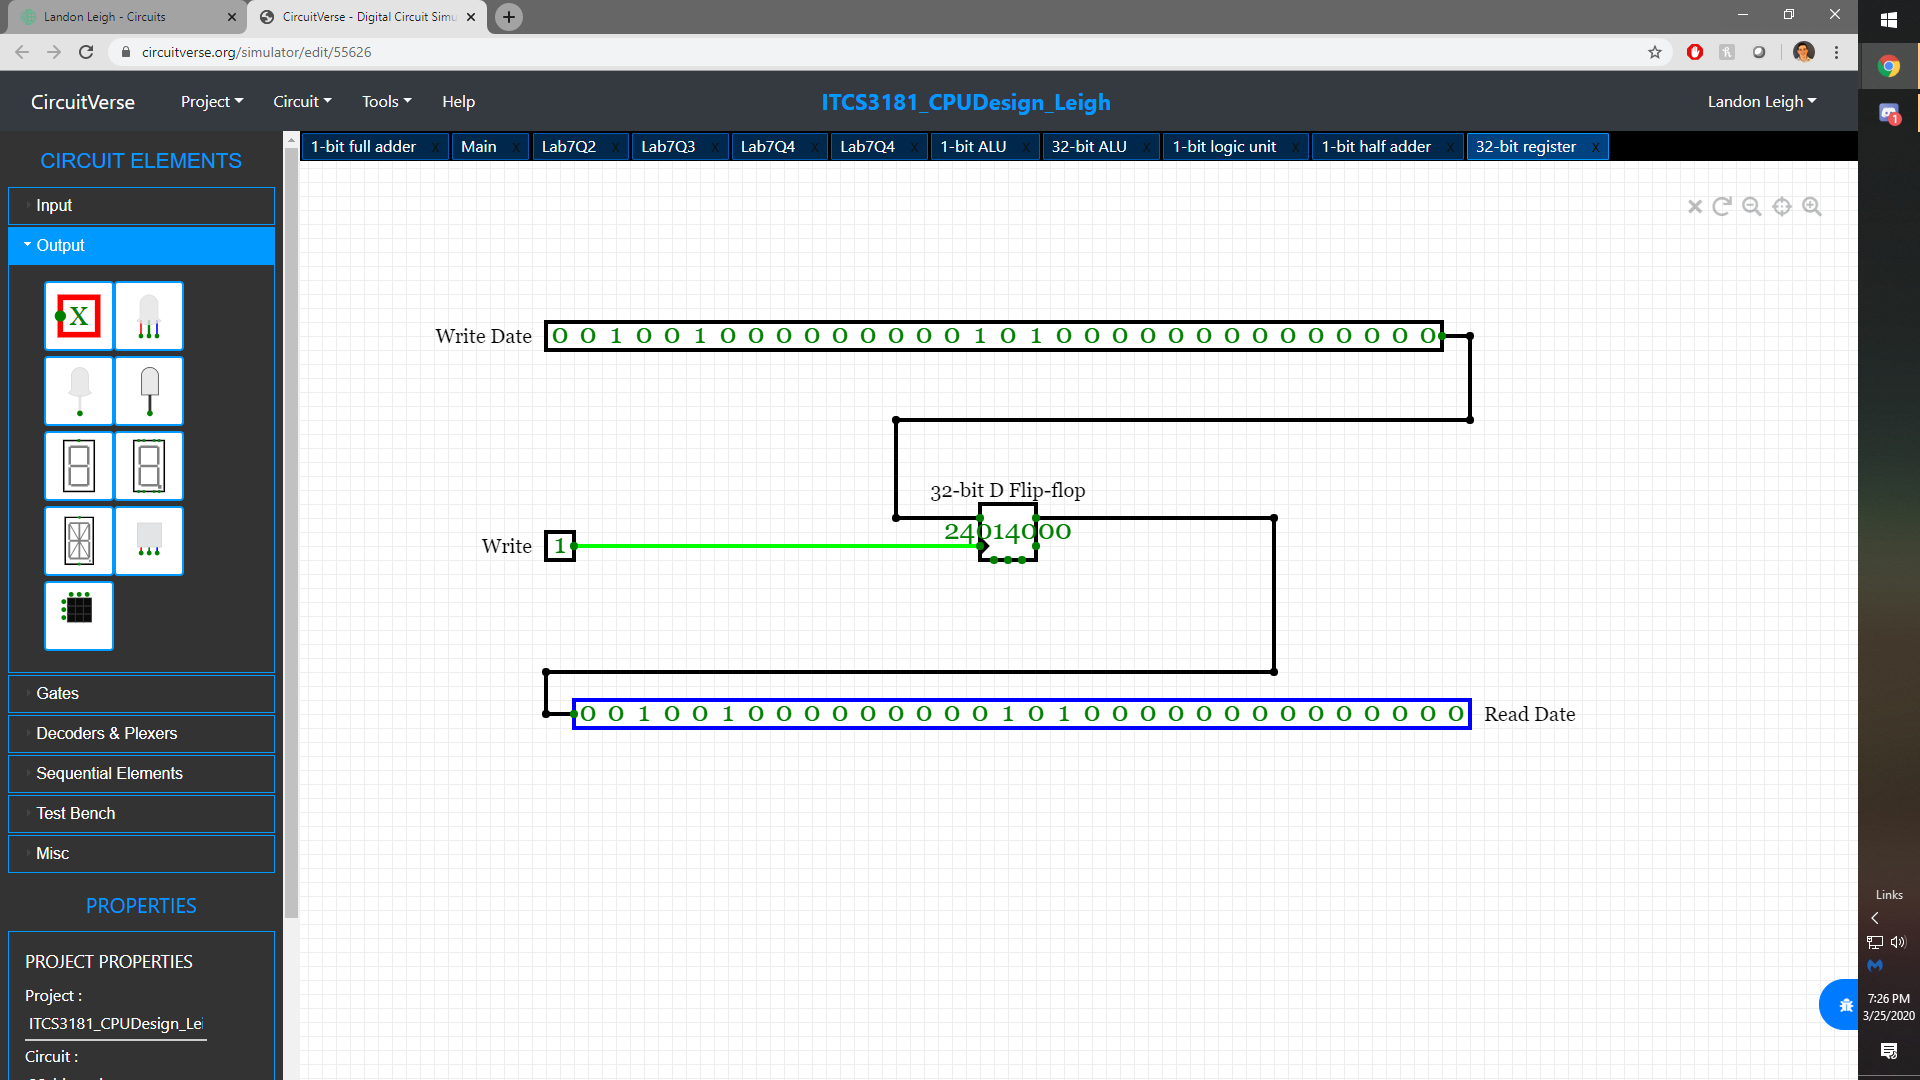 Landon Leigh - Circuits
CircuitVerse - Digital Circuit Simu
circuitverse.org/simulator/edit/55626
CircuitVerse
Project
Circuit
Tools
Help
ITCS3181_CPUDesign_Leigh
Landon Leigh
1-bit full adder x
Main x
Lab7Q2 x
Lab7Q3 x
Lab7Q4 x
Lab7Q4 x
1-bit ALU x
32-bit ALU x
1-bit logic unit x
1-bit half adder x
32-bit register x
CIRCUIT ELEMENTS
Input
Output
X
Gates
Decoders & Plexers
Sequential Elements
Test Bench
Misc
PROPERTIES
PROJECT PROPERTIES
Project :
ITCS3181_CPUDesign_Lei
Circuit :
Write Date
0 0 1 0 0 1 0 0 0 0 0 0 0 0 0 1 0 1 0 0 0 0 0 0 0 0 0 0 0 0 0 0
32-bit D Flip-flop
24014000
Write
1
0 0 1 0 0 1 0 0 0 0 0 0 0 0 0 1 0 1 0 0 0 0 0 0 0 0 0 0 0 0 0 0
Read Date
1
Links
7:26 PM
3/25/2020